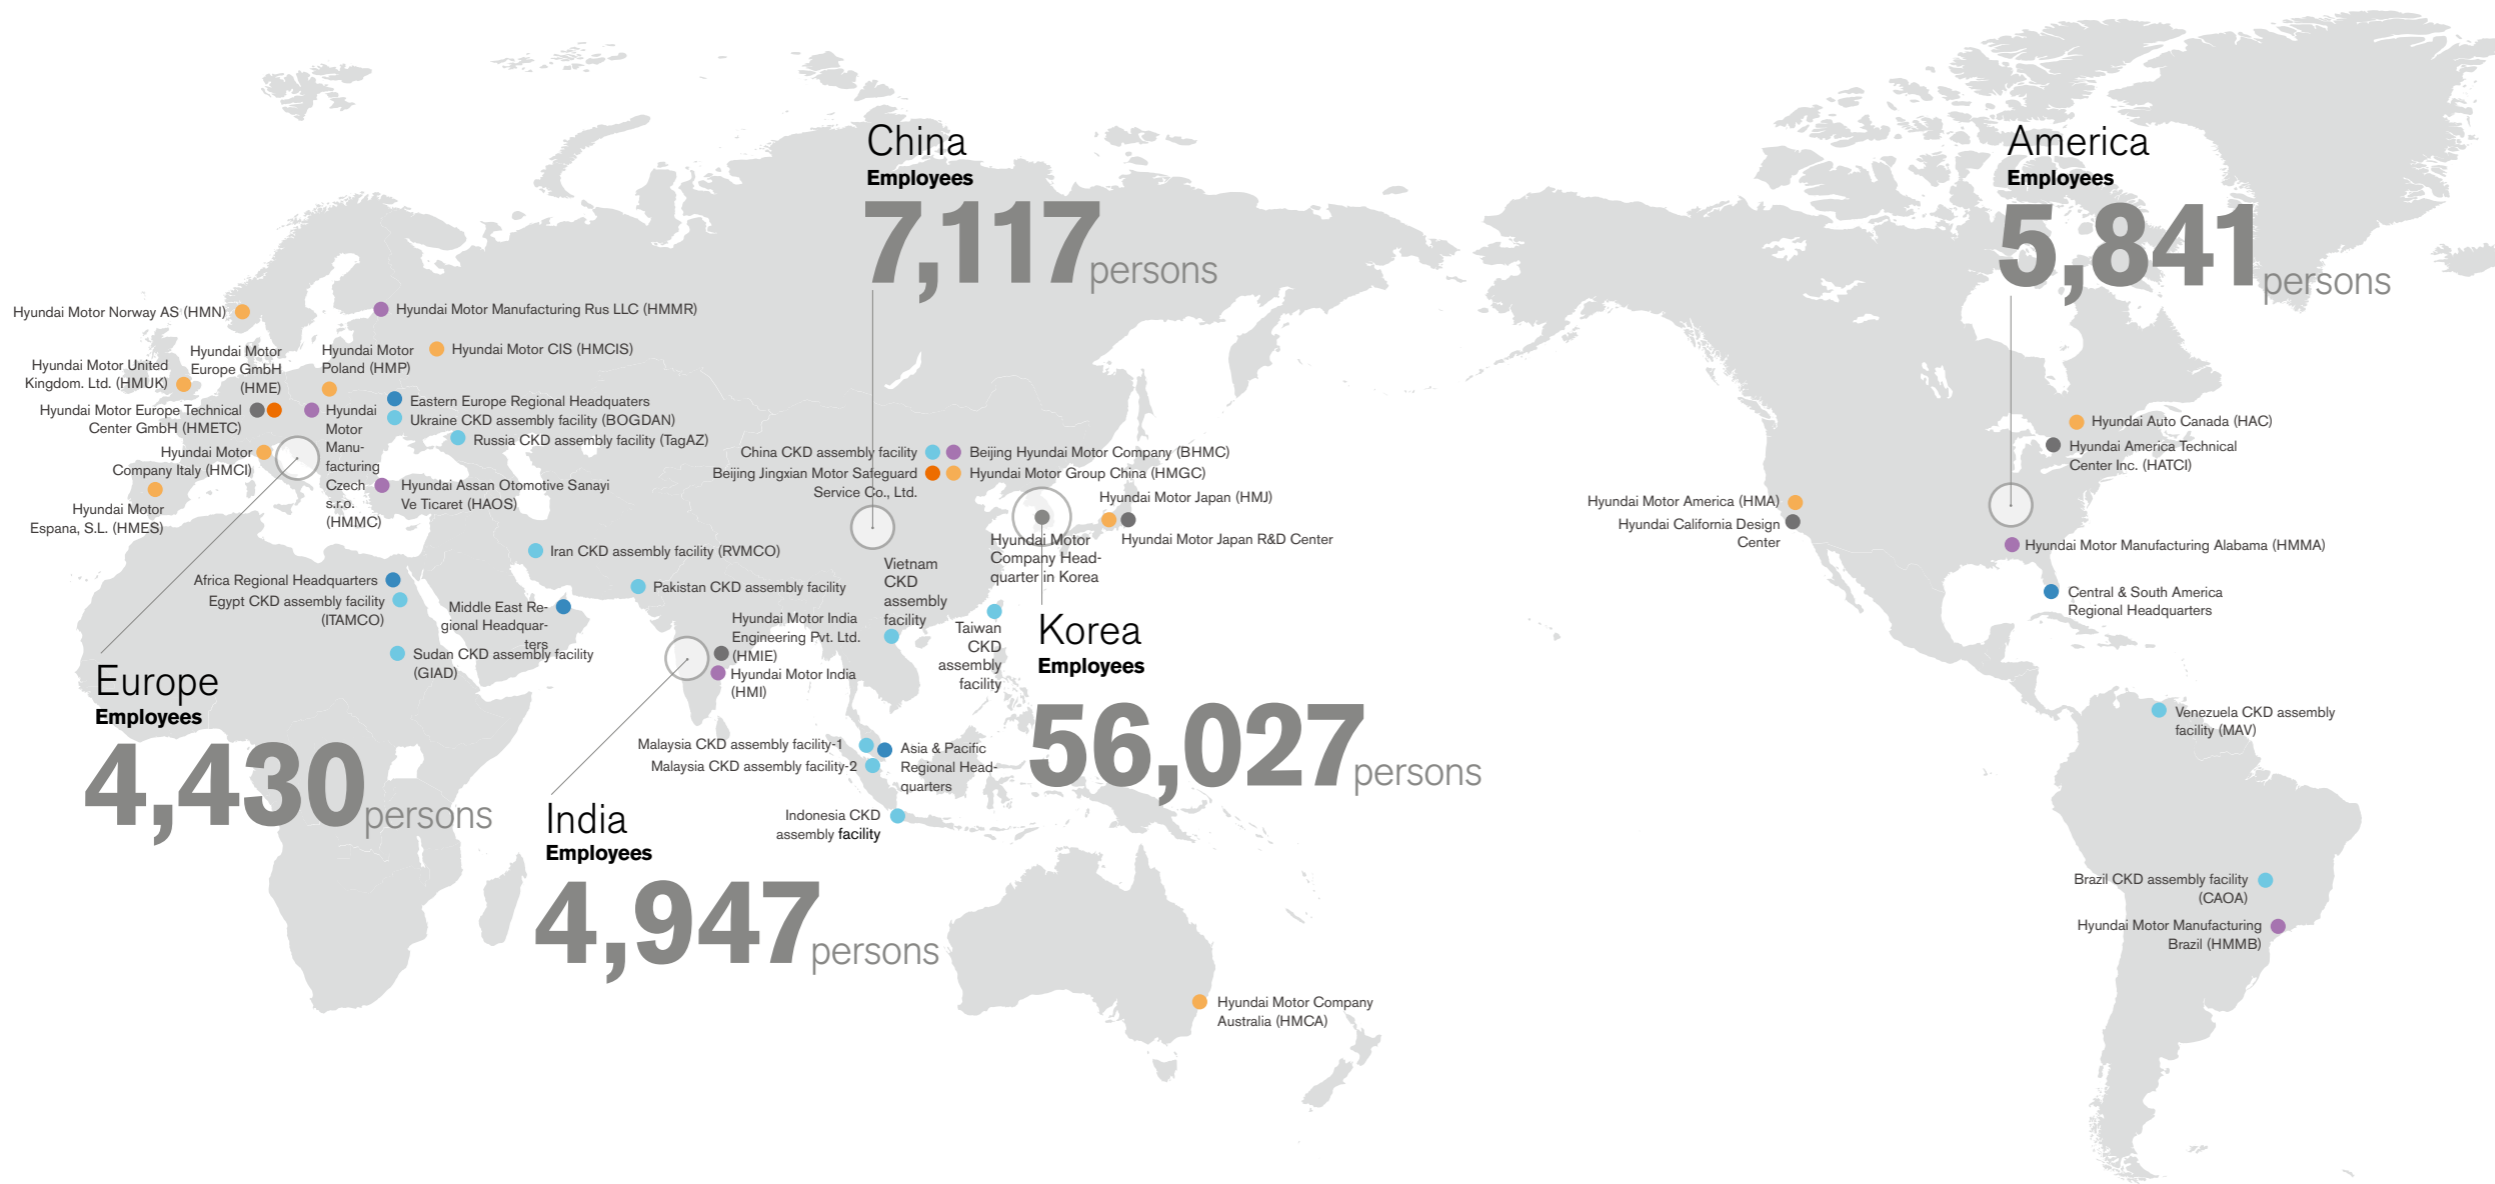 China
Employees
7,117persons
America
Employees
5,841persons
Hyundai Motor Norway AS (HMN)
Hyundai Motor Manufacturing Rus LLC (HMMR)
Hyundai Motor United
Kingdom. Ltd. (HMUK)
Hyundai Motor
Europe GmbH
(HME)
Hyundai Motor
Poland (HMP)
Hyundai Motor CIS (HMCIS)
Hyundai Motor Europe Technical
Center GmbH (HMETC)
Hyundai
Motor
Manu-
facturing
Czech
s.r.o.
(HMMC)
Eastern Europe Regional Headquaters
Ukraine CKD assembly facility (BOGDAN)
Russia CKD assembly facility (TagAZ)
Hyundai Motor
Company Italy (HMCI)
Hyundai Motor
Espana, S.L. (HMES)
Hyundai Assan Otomotive Sanayi
Ve Ticaret (HAOS)
China CKD assembly facility
Beijing Hyundai Motor Company (BHMC)
Beijing Jingxian Motor Safeguard
Service Co., Ltd.
Hyundai Motor Group China (HMGC)
Hyundai Motor Japan (HMJ)
Hyundai Motor Japan R&D Center
Hyundai Motor
Company Head-
quarter in Korea
Iran CKD assembly facility (RVMCO)
Africa Regional Headquarters
Egypt CKD assembly facility
(ITAMCO)
Middle East Re-
gional Headquar-
ters
Sudan CKD assembly facility
(GIAD)
Pakistan CKD assembly facility
Hyundai Motor India
Engineering Pvt. Ltd.
(HMIE)
Hyundai Motor India
(HMI)
Vietnam
CKD
assembly
facility
Taiwan
CKD
assembly
facility
Korea
Employees
56,027persons
Europe
Employees
4,430persons
India
Employees
4,947persons
Malaysia CKD assembly facility-1
Malaysia CKD assembly facility-2
Asia & Pacific
Regional Head-
quarters
Indonesia CKD
assembly facility
Hyundai Motor Company
Australia (HMCA)
Hyundai Auto Canada (HAC)
Hyundai America Technical
Center Inc. (HATCI)
Hyundai Motor America (HMA)
Hyundai California Design
Center
Hyundai Motor Manufacturing Alabama (HMMA)
Central & South America
Regional Headquarters
Venezuela CKD assembly
facility (MAV)
Brazil CKD assembly facility
(CAOA)
Hyundai Motor Manufacturing
Brazil (HMMB)